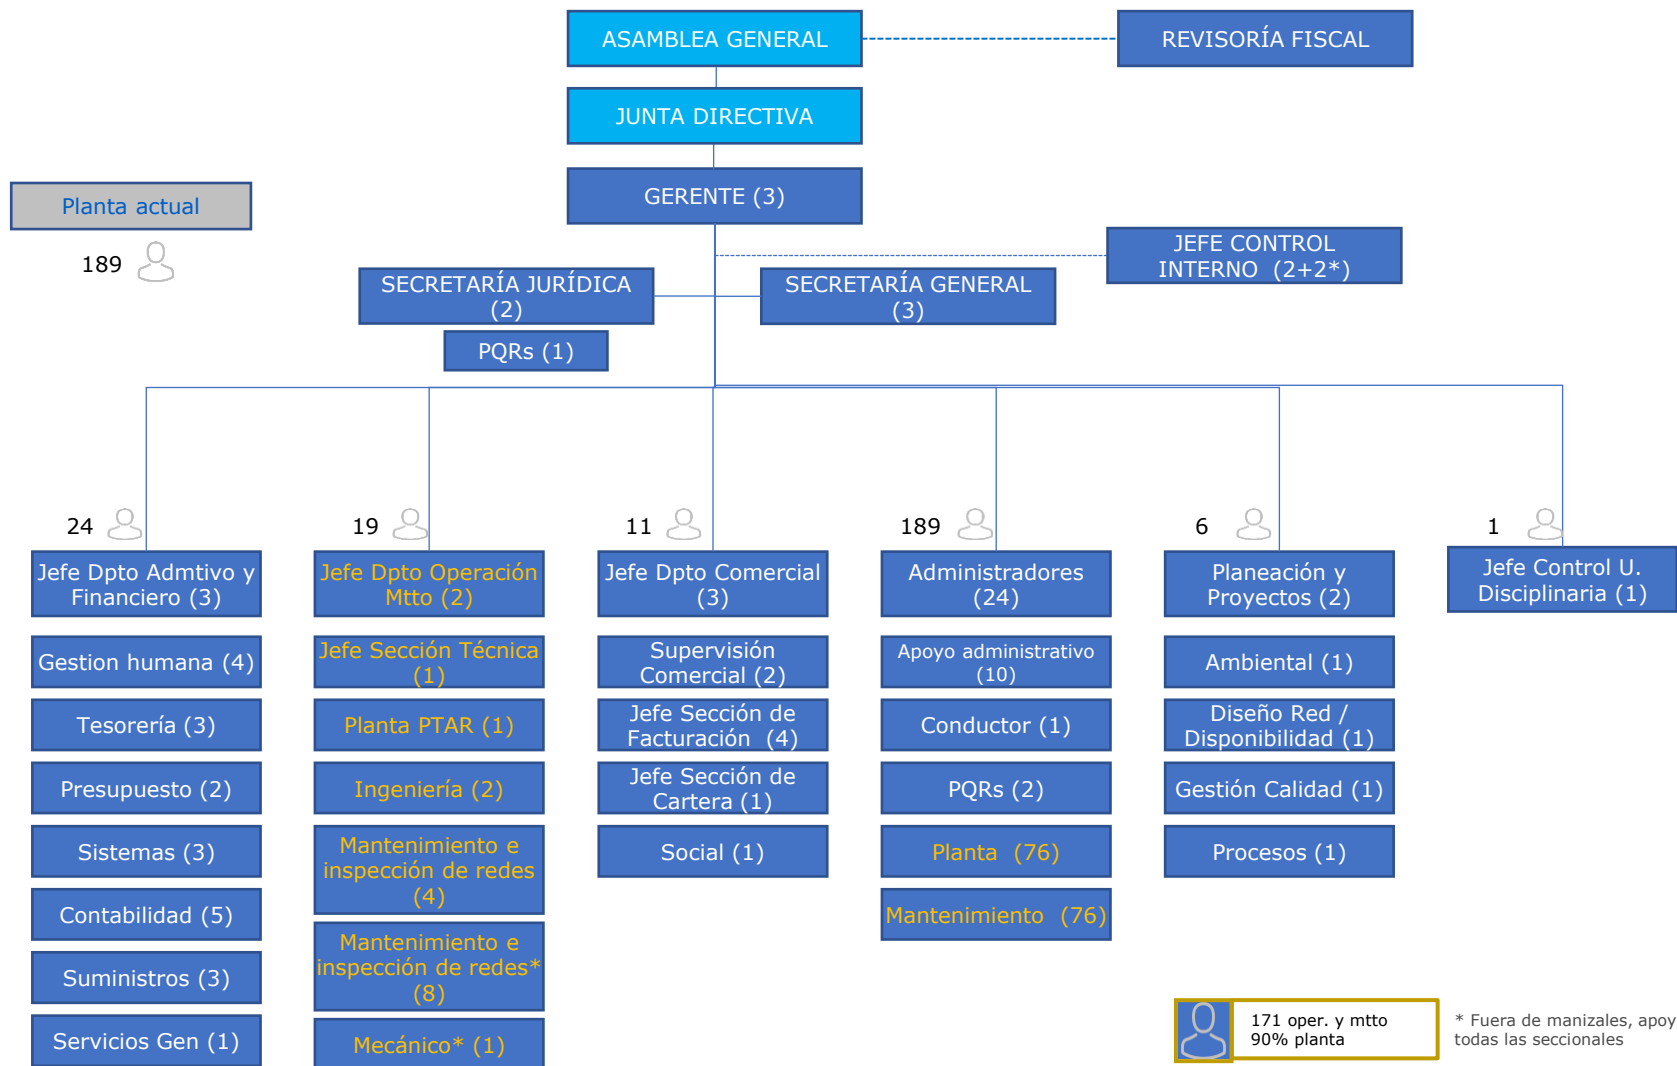 ASAMBLEA GENERAL
REVISORÍA FISCAL
JUNTA DIRECTIVA
GERENTE (3)
Planta actual
189
JEFE CONTROL
INTERNO (2+2*)
SECRETARÍA JURÍDICA
(2)
SECRETARÍA GENERAL
(3)
PQRs (1)
24
Jefe Dpto Admtivo y
Financiero (3)
Gestion humana (4)
Tesorería (3)
Presupuesto (2)
Sistemas (3)
Contabilidad (5)
Suministros (3)
Servicios Gen (1)
19
Jefe Dpto Operación
Mtto (2)
Jefe Sección Técnica
(1)
Planta PTAR (1)
Ingeniería (2)
Mantenimiento e
inspección de redes
(4)
Mantenimiento e
inspección de redes*
(8)
Mecánico* (1)
11
Jefe Dpto Comercial
(3)
Supervisión
Comercial (2)
Jefe Sección de
Facturación (4)
Jefe Sección de
Cartera (1)
Social (1)
189
Administradores
(24)
Apoyo administrativo
(10)
Conductor (1)
PQRs (2)
Planta (76)
Mantenimiento (76)
6
Planeación y
Proyectos (2)
Ambiental (1)
Diseño Red /
Disponibilidad (1)
Gestión Calidad (1)
Procesos (1)
1
Jefe Control U.
Disciplinaria (1)
171 oper. y mtto
90% planta
* Fuera de manizales, apoy
todas las seccionales